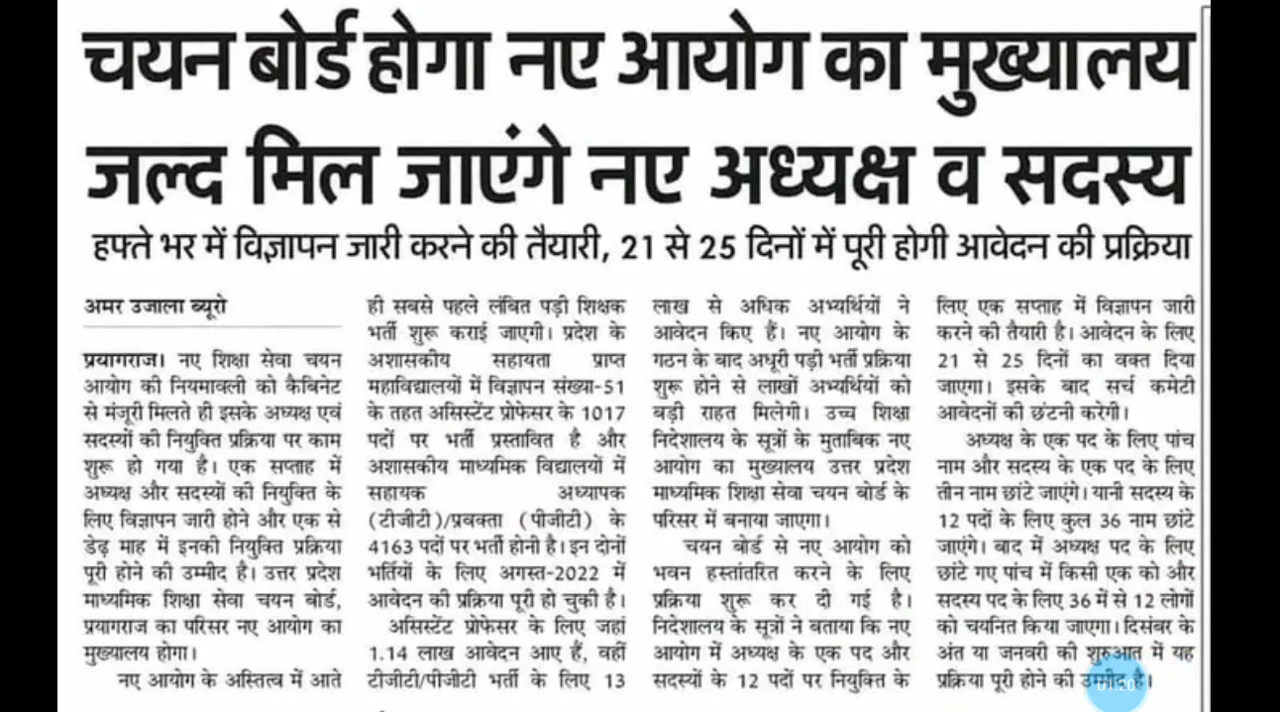 चयन बोर्ड होगा नए आयोग का मुख्यालय
जल्द मिल जाएंगे नए अध्यक्ष व सदस्य
हफ्ते भर में विज्ञापन जारी करने की तैयारी, 21 से 25 दिनों में पूरी होगी आवेदन की प्रक्रिया
अमर उजाला ब्यूरो
प्रयागराज। नए शिक्षा सेवा चयन
आयोग की नियमावली को कैबिनेट
से मंजूरी मिलते ही इसके अध्यक्ष एवं
सदस्यों की नियुक्ति प्रक्रिया पर काम
शुरू हो गया है। एक सप्ताह में
अध्यक्ष और सदस्यों की नियुक्ति के
लिए विज्ञापन जारी होने और एक से
डेढ़ माह में इनकी नियुक्ति प्रक्रिया
पूरी होने की उम्मीद है। उत्तर प्रदेश
माध्यमिक शिक्षा सेवा चयन बोर्ड,
प्रयागराज का परिसर नए आयोग का
मुख्यालय होगा।
नए आयोग के अस्तित्व में आते
ही सबसे पहले लंबित पड़ी शिक्षक
भर्ती शुरू कराई जाएगी। प्रदेश के
अशासकीय सहायता प्राप्त
महाविद्यालयों में विज्ञापन संख्या-51
के तहत असिस्टेंट प्रोफेसर के 1017
पदों पर भर्ती प्रस्तावित है और
अशासकीय माध्यमिक विद्यालयों में
सहायक अध्यापक
(टीजीटी)/प्रवक्ता (पीजीटी) के
4163 पदों पर भर्ती होनी है। इन दोनों
भर्तियों के लिए अगस्त-2022 में
आवेदन की प्रक्रिया पूरी हो चुकी है।
असिस्टेंट प्रोफेसर के लिए जहां
1.14 लाख आवेदन आए हैं, वहीं
टीजीटी/पीजीटी भर्ती के लिए 13
लाख से अधिक अभ्यर्थियों ने
आवेदन किए हैं। नए आयोग के
गठन के बाद अधूरी पड़ी भर्ती प्रक्रिया
शुरू होने से लाखों अभ्यर्थियों को
बड़ी राहत मिलेगी। उच्च शिक्षा
निदेशालय के सूत्रों के मुताबिक नए
आयोग का मुख्यालय उत्तर प्रदेश
माध्यमिक शिक्षा सेवा चयन बोर्ड के
परिसर में बनाया जाएगा।
चयन बोर्ड से नए आयोग को
भवन हस्तांतरित करने के लिए
प्रक्रिया शुरू कर दी गई है।
निदेशालय के सूत्रों ने बताया कि नए
आयोग में अध्यक्ष के एक पद और
सदस्यों के 12 पदों पर नियुक्ति के
लिए एक सप्ताह में विज्ञापन जारी
करने की तैयारी है। आवेदन के लिए
21 से 25 दिनों का वक्त दिया
जाएगा। इसके बाद सर्च कमेटी
आवेदनों की छंटनी करेगी।
अध्यक्ष के एक पद के लिए पांच
नाम और सदस्य के एक पद के लिए
तीन नाम छांटे जाएंगे। यानी सदस्य के
12 पदों के लिए कुल 36 नाम छांटे
जाएंगे। बाद में अध्यक्ष पद के लिए
छांटे गए पांच में किसी एक को और
सदस्य पद के लिए 36 में से 12 लोगों
को चयनित किया जाएगा। दिसंबर के
अंत या जनवरी की शुरुआत में यह
प्रक्रिया पूरी होने की उम्मीद है।
01:20